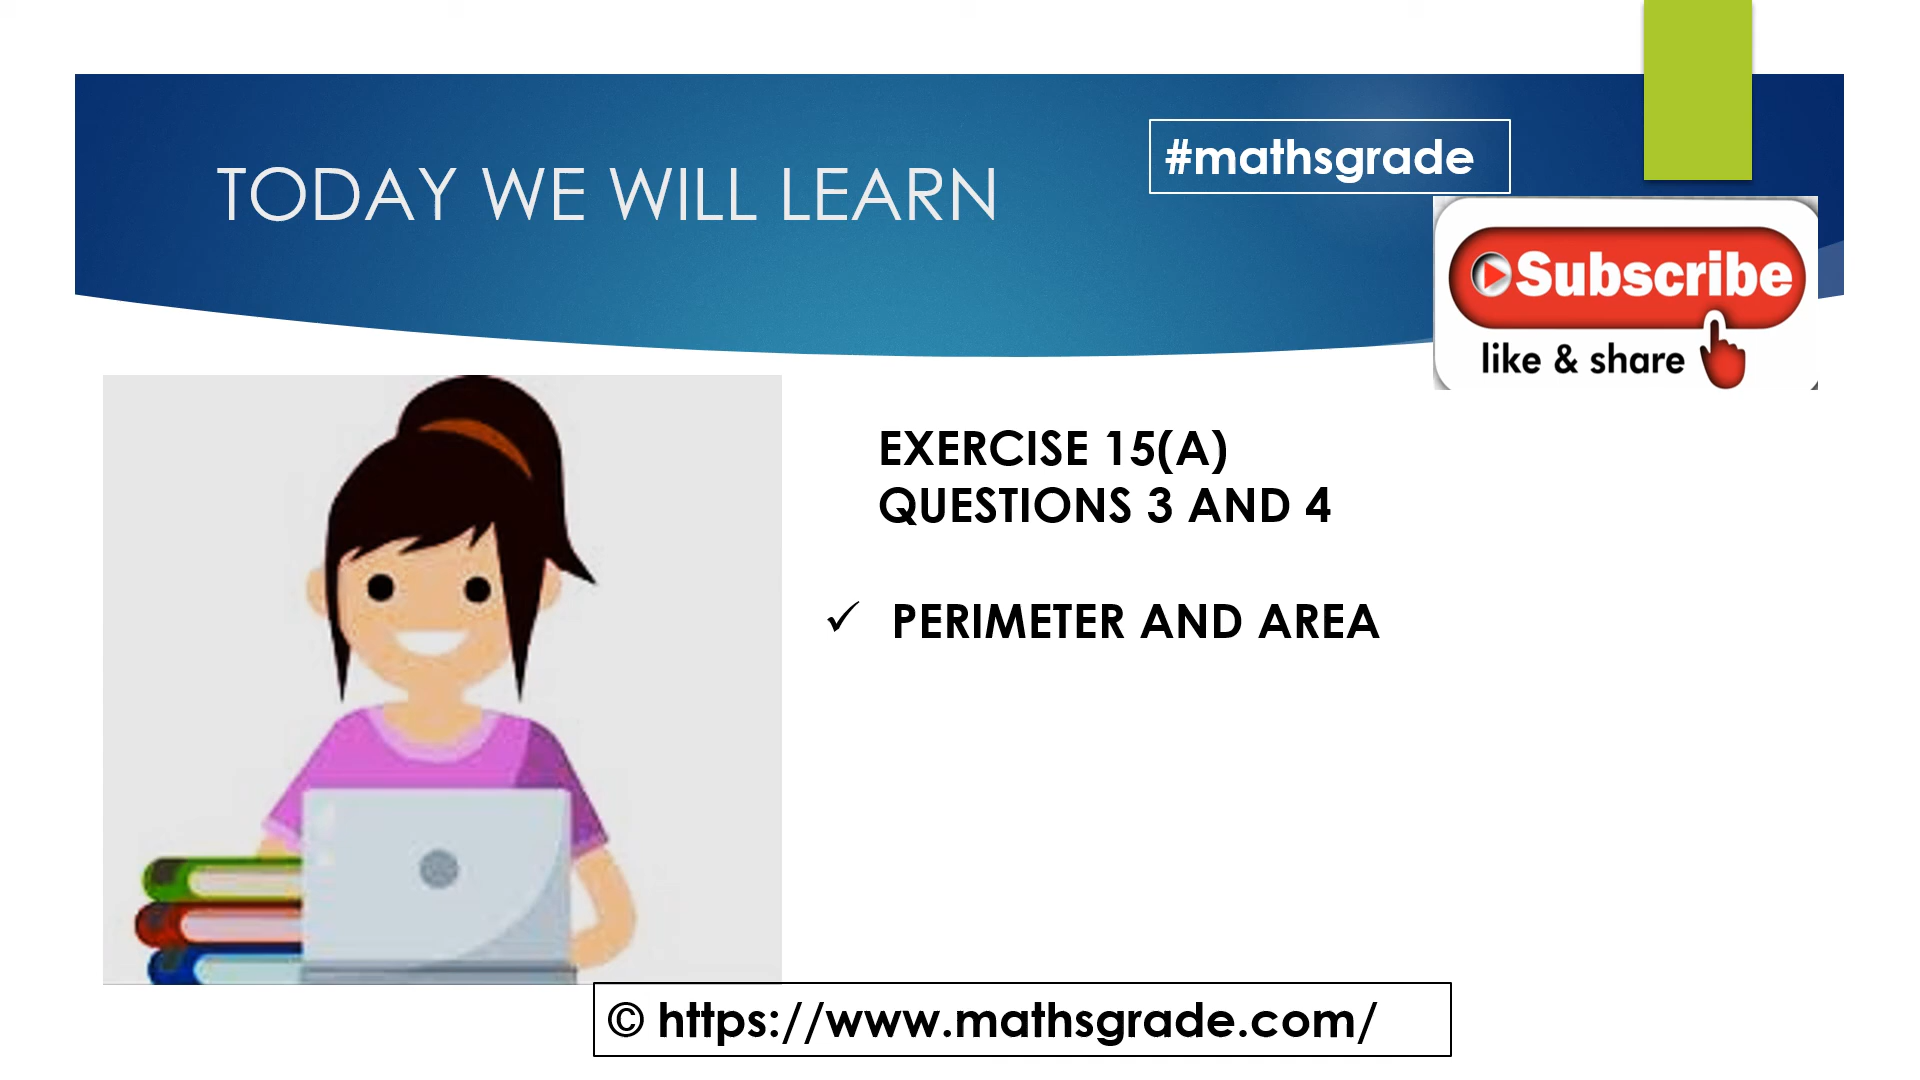 TODAY WE WILL LEARN
#mathsgrade
Subscribe
like & share
EXERCISE 15(A)
QUESTIONS 3 AND 4
✓ PERIMETER AND AREA
© https://www.mathsgrade.com/